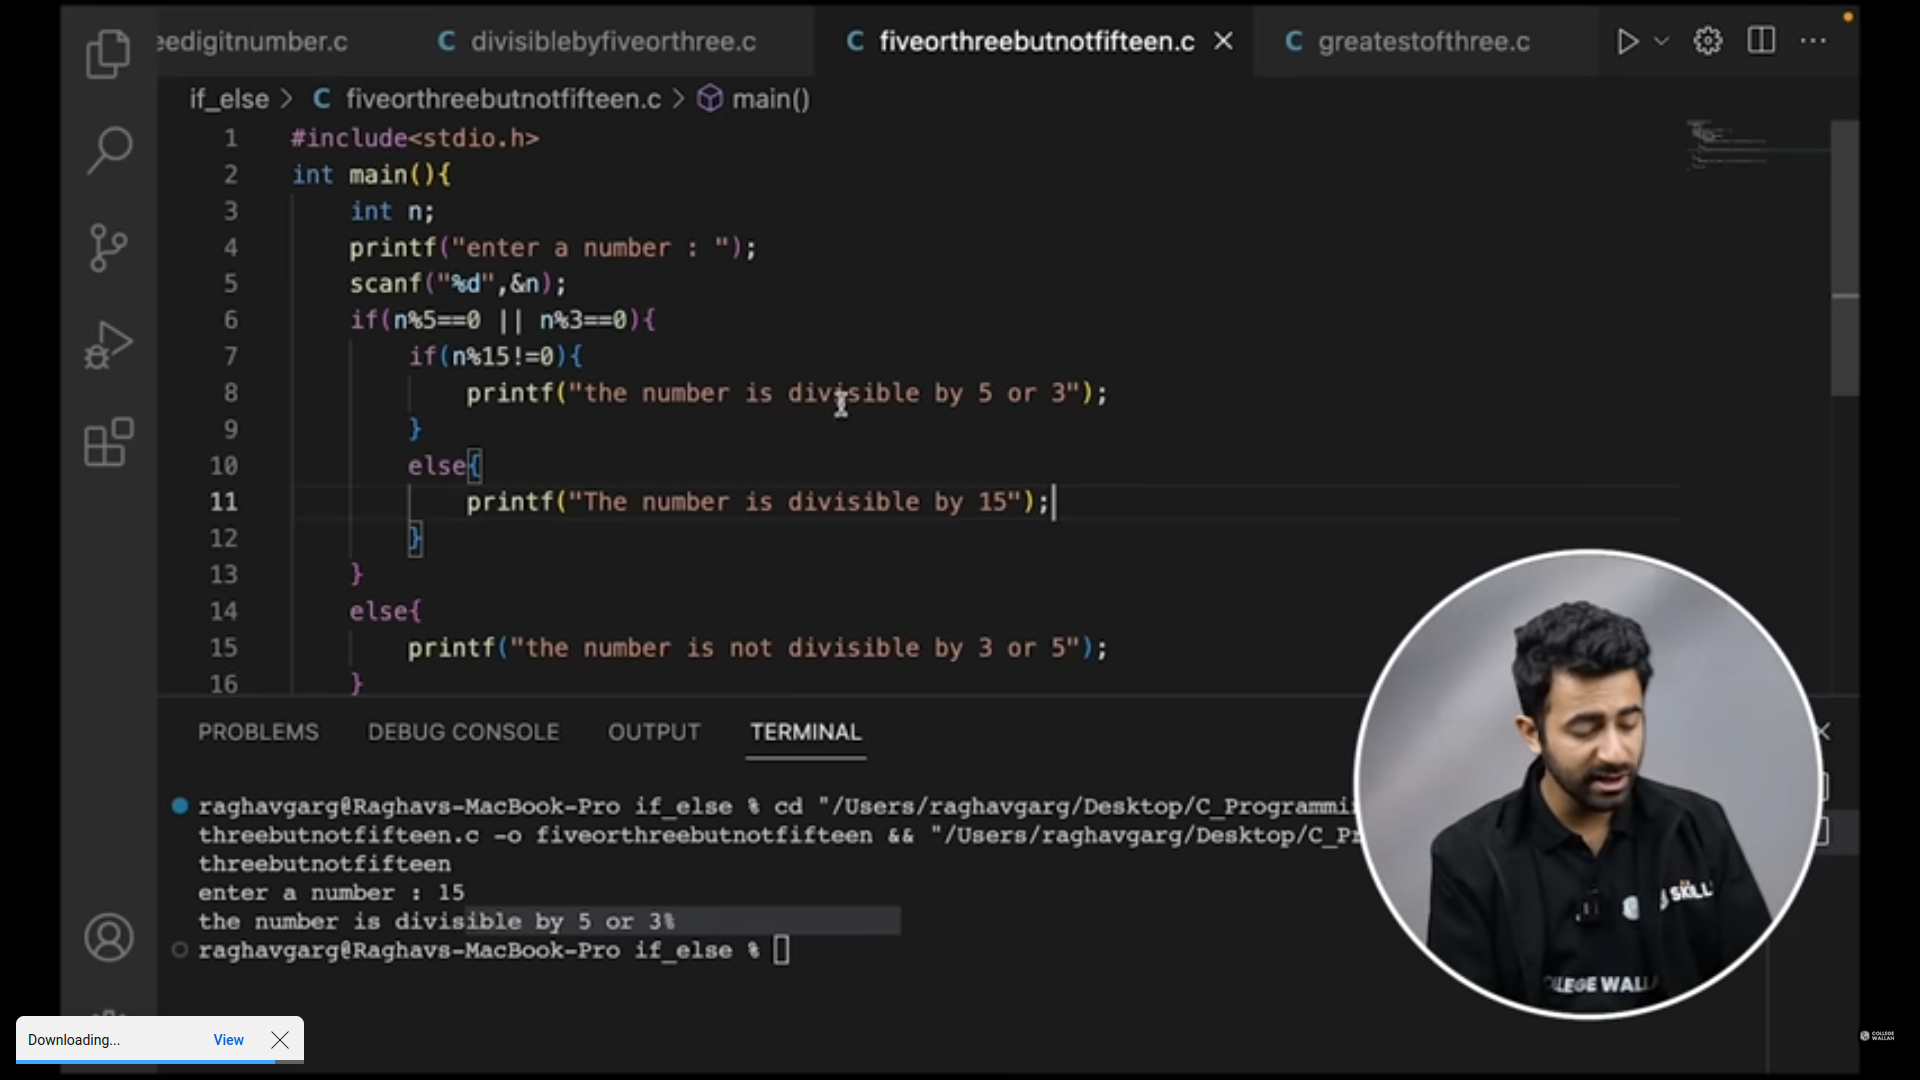 eedigitnumber.c
C divisiblebyfiveorthree.c
C fiveorthreebutnotfifteen.c
C greatestofthree.c
if_else > C fiveorthreebutnotfifteen.c > main()
1 #include<stdio.h>
2 int main(){
3 int n;
4 printf("enter a number : ");
5 scanf("%d",&n);
6 if(n%5==0 || n%3==0){
7 if(n%15!=0){
8 printf("the number is divisible by 5 or 3");
9 }
10 else{
11 printf("The number is divisible by 15");
12 }
13 }
14 else{
15 printf("the number is not divisible by 3 or 5");
16 }
PROBLEMS DEBUG CONSOLE OUTPUT TERMINAL
raghavgarg@Raghavs-MacBook-Pro if_else % cd "/Users/raghavgarg/Desktop/C_Programmi
threebutnotfifteen.c -o fiveorthreebutnotfifteen && "/Users/raghavgarg/Desktop/C_Pr
threebutnotfifteen
enter a number : 15
the number is divisible by 5 or 3%
raghavgarg@Raghavs-MacBook-Pro if_else %
SKILL
LLEGE WALL
Downloading... View
COLLEGE
WALLAH